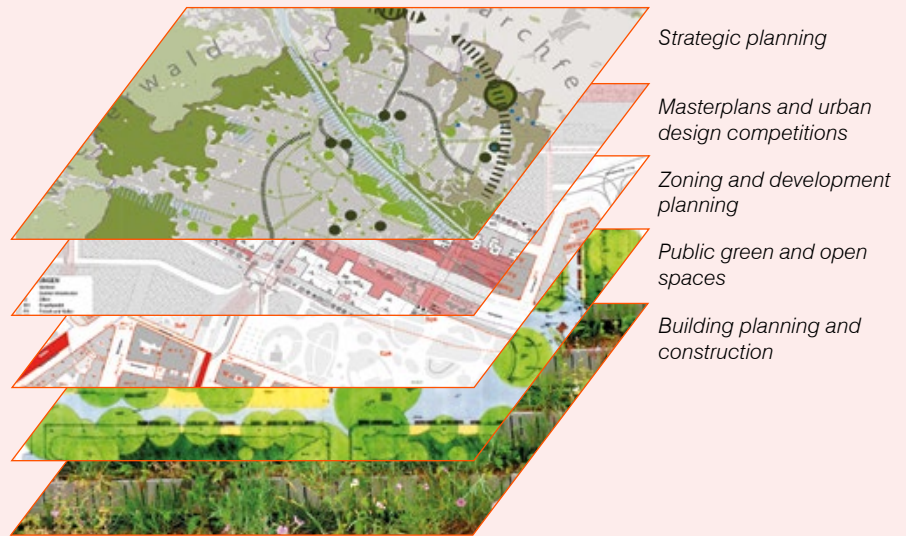 Strategic planning
Masterplans and urban
design competitions
Zoning and development
planning
Public green and open
spaces
Building planning and
construction